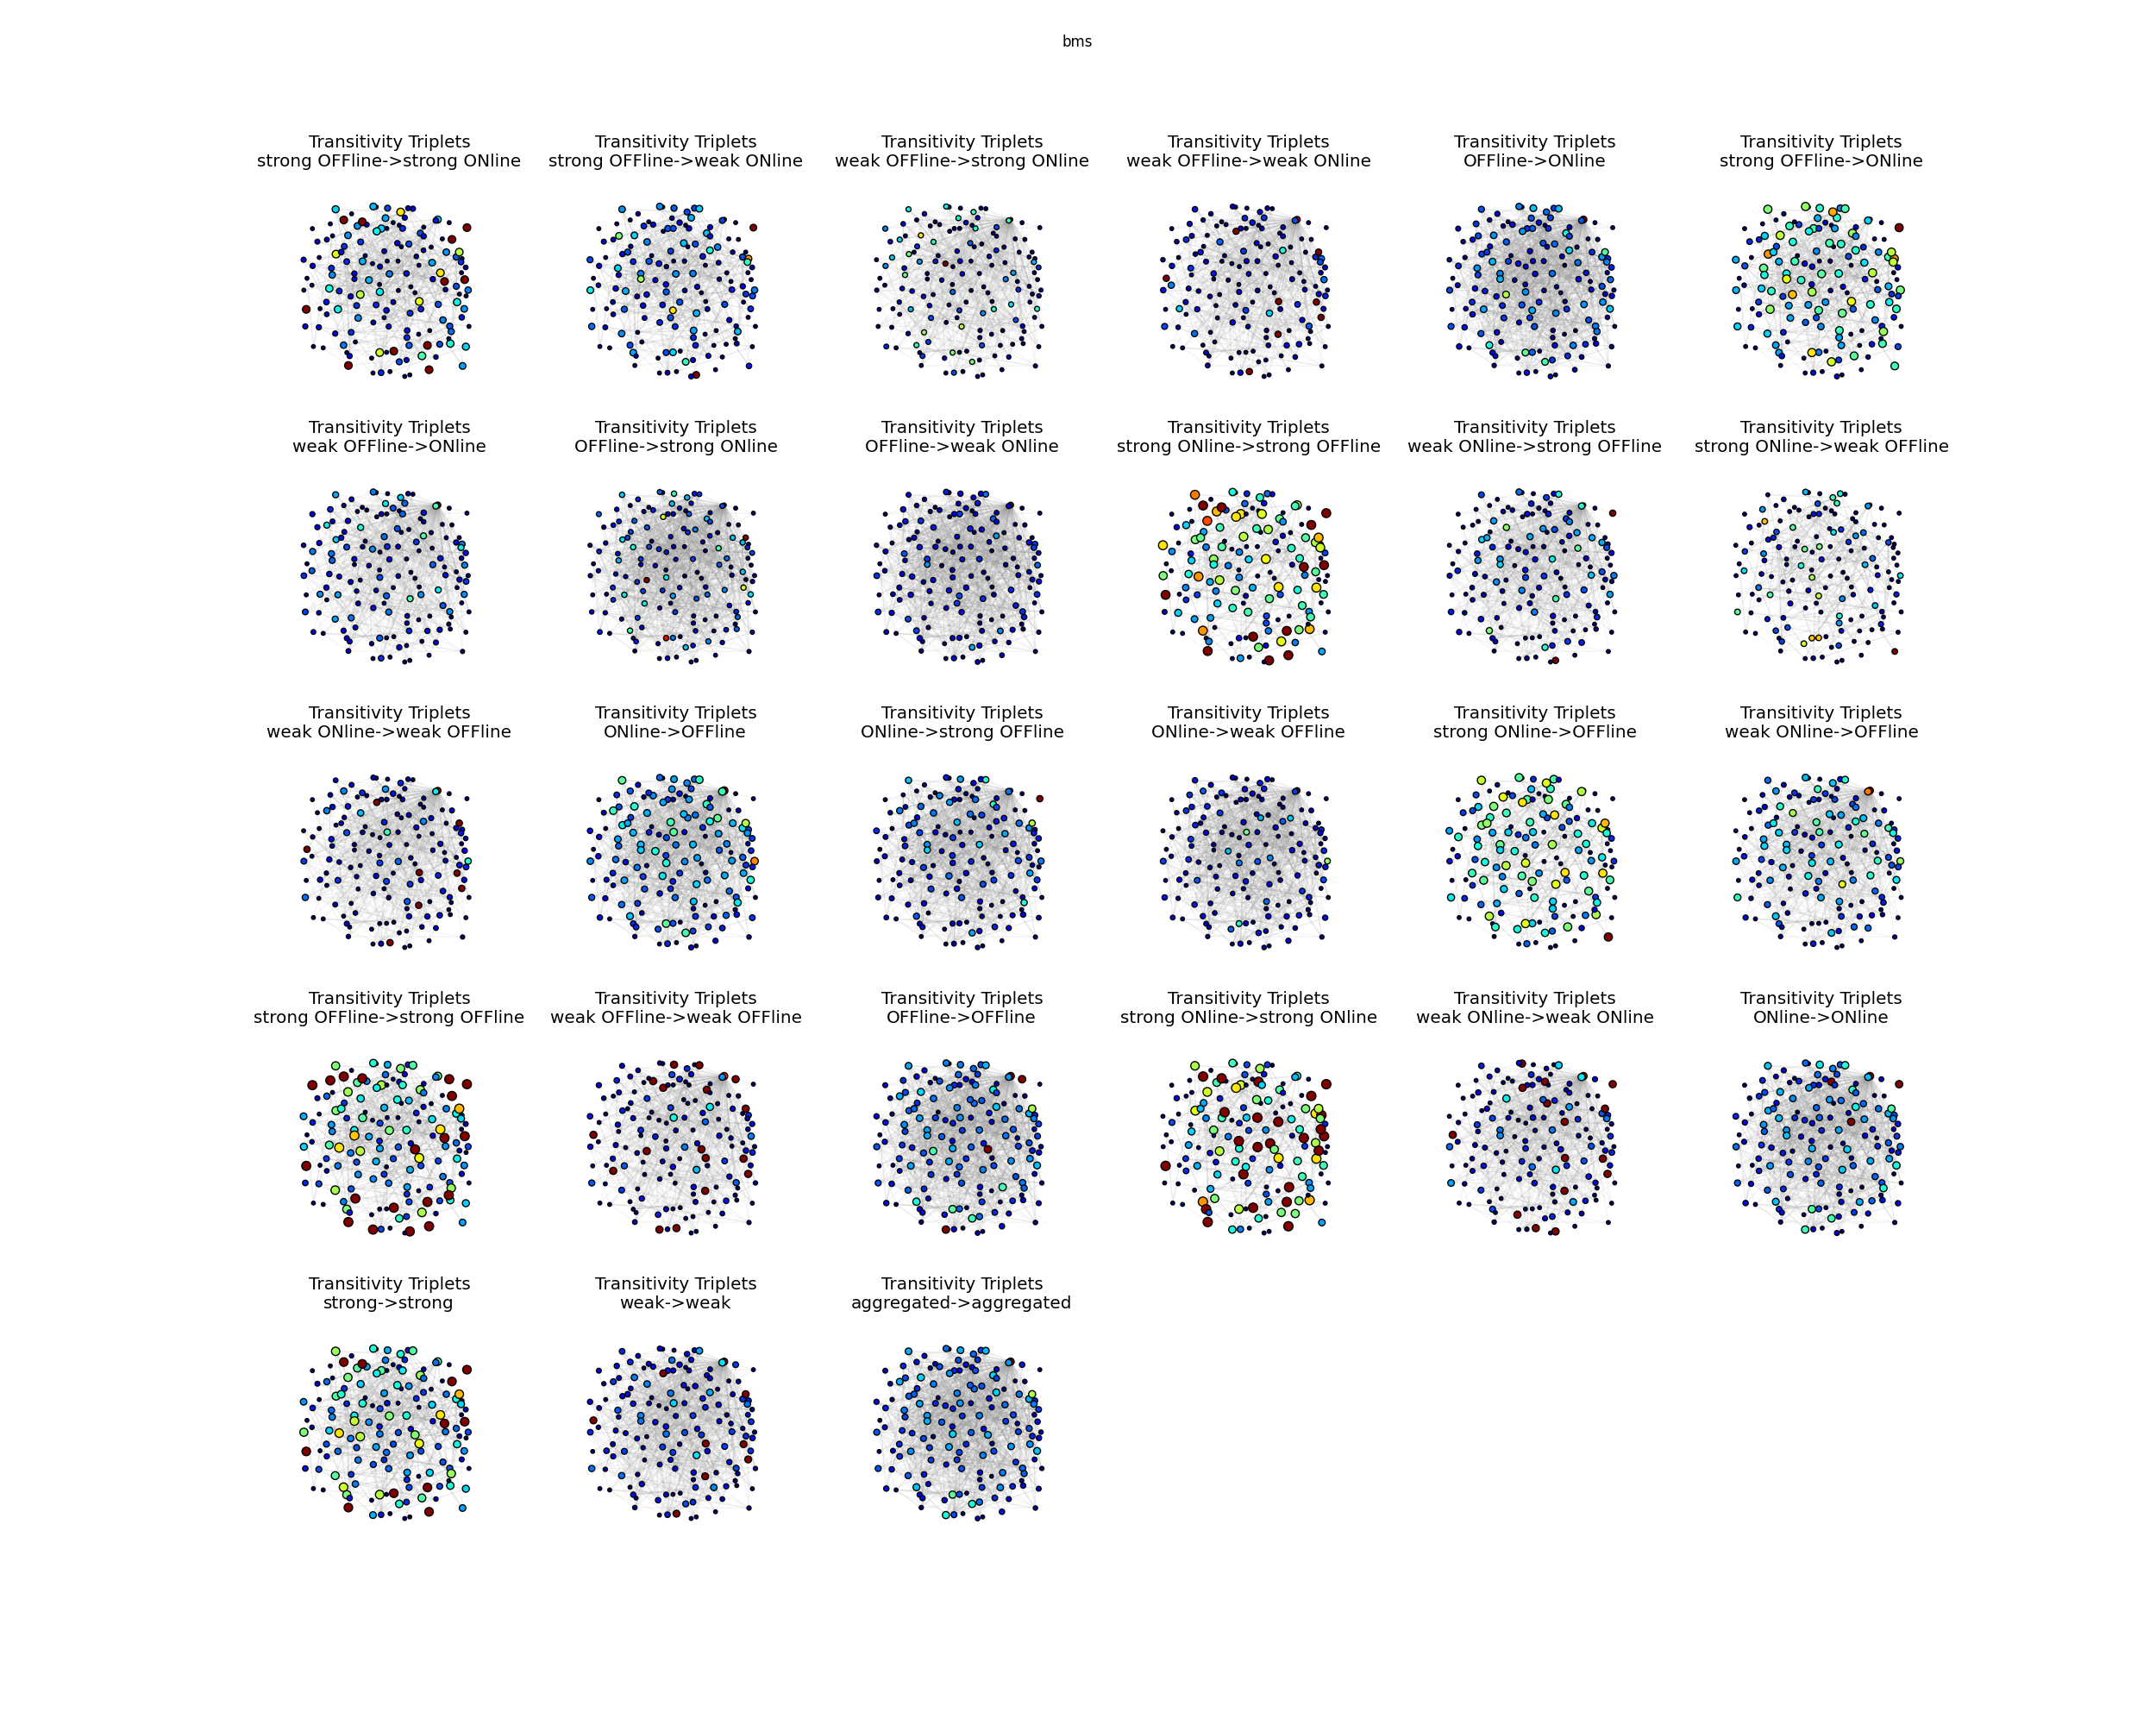 bms
Transitivity Triplets
strong OFFline->strong ONline
Transitivity Triplets
strong OFFline->weak ONline
Transitivity Triplets
weak OFFline->strong ONline
Transitivity Triplets
weak OFFline->weak ONline
Transitivity Triplets
OFFline->ONline
Transitivity Triplets
strong OFFline->ONline
Transitivity Triplets
weak OFFline->ONline
Transitivity Triplets
OFFline->strong ONline
Transitivity Triplets
OFFline->weak ONline
Transitivity Triplets
strong ONline->strong OFFline
Transitivity Triplets
weak ONline->strong OFFline
Transitivity Triplets
strong ONline->weak OFFline
Transitivity Triplets
weak ONline->weak OFFline
Transitivity Triplets
ONline->OFFline
Transitivity Triplets
ONline->strong OFFline
Transitivity Triplets
ONline->weak OFFline
Transitivity Triplets
strong ONline->OFFline
Transitivity Triplets
weak ONline->OFFline
Transitivity Triplets
strong OFFline->strong OFFline
Transitivity Triplets
weak OFFline->weak OFFline
Transitivity Triplets
OFFline->OFFline
Transitivity Triplets
strong ONline->strong ONline
Transitivity Triplets
weak ONline->weak ONline
Transitivity Triplets
ONline->ONline
Transitivity Triplets
strong->strong
Transitivity Triplets
weak->weak
Transitivity Triplets
aggregated->aggregated